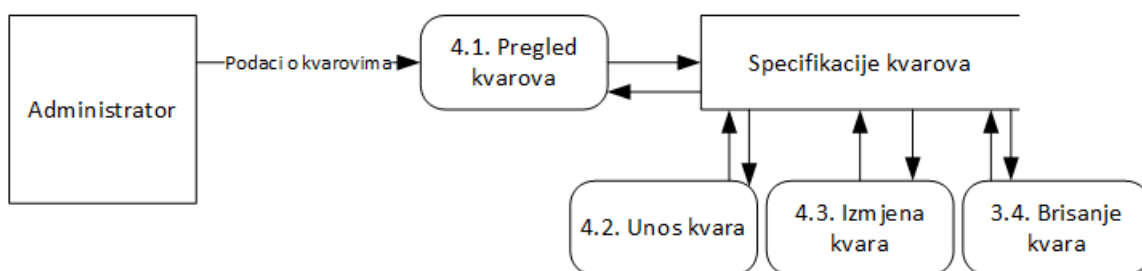 Administrator
Podaci o kvarovima
4.1. Pregled
kvarova
Specifikacije kvarova
4.2. Unos kvara
4.3. Izmjena
kvara
3.4. Brisanje
kvara